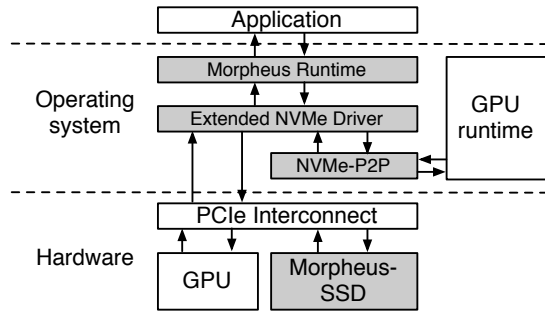 Application
Morpheus Runtime
Operating
system
Extended NVMe Driver
GPU
runtime
NVMe-P2P
PCIe Interconnect
Hardware
GPU
Morpheus-
SSD